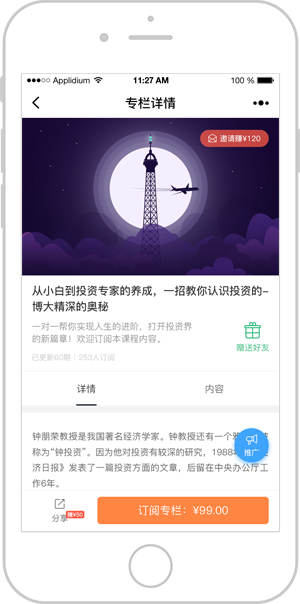 Applidium
11:27 AM
100 %
专栏详情
邀请赚¥120
从小白到投资专家的养成，一招教你认识投资的-
博大精深的奥秘
一对一帮你实现人生的进阶，打开投资界
的新篇章！欢迎订阅本课程内容。
已更新60期 | 253人订阅
赠送好友
详情
内容
钟朋荣教授是我国著名经济学家。钟教授还有一个
称为“钟投资”。因为他对投资有较深的研究，1988年
济日报》发表了一篇投资方面的文章，后留在中央办公厅工
作6年。
推广
分享
赚¥50
订阅专栏：¥99.00